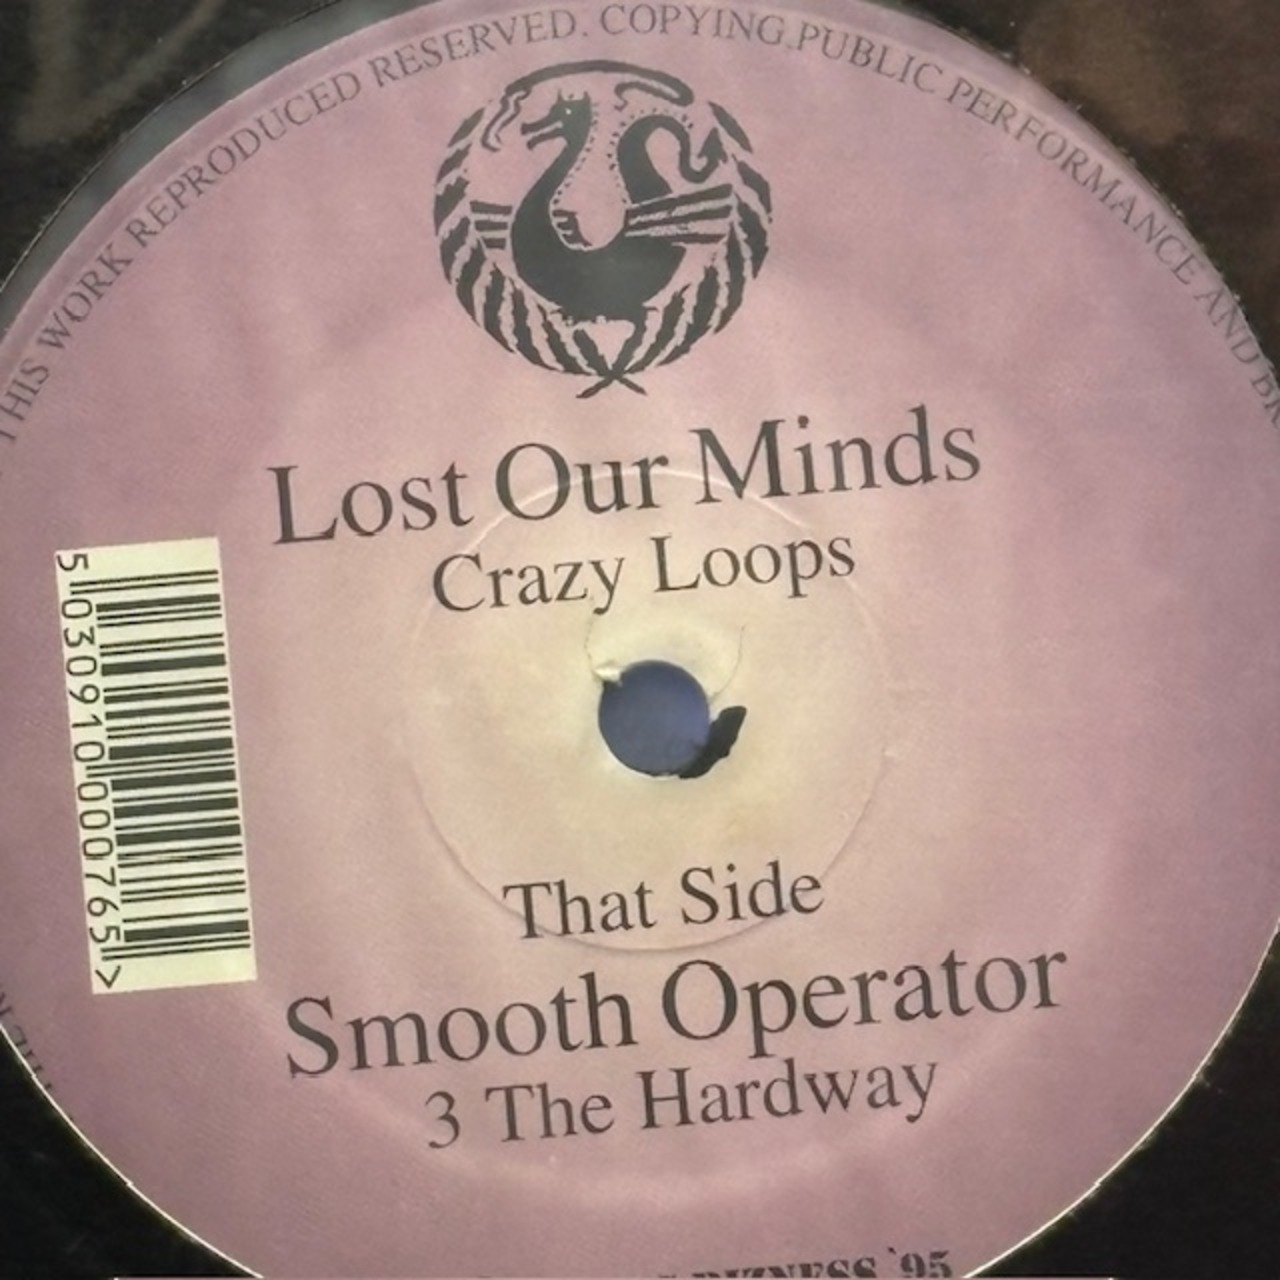 THIS WORK REPRODUCED RESERVED. COPYING, PUBLIC PERFORMANCE AND
Lost Our Minds
Crazy Loops
5 030910 000765 >
That Side
Smooth Operator
3 The Hardway
BIZNESS `95